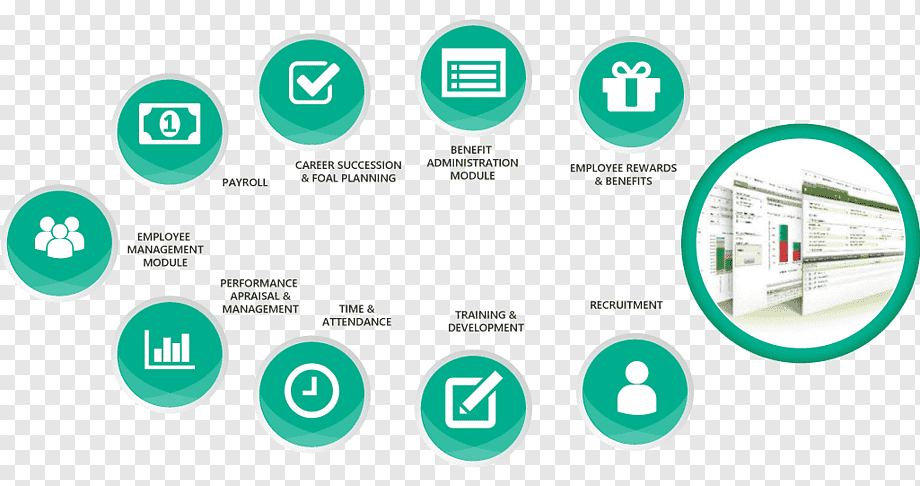 PAYROLL
CAREER SUCCESSION
& FOAL PLANNING
BENEFIT
ADMINISTRATION
MODULE
EMPLOYEE REWARDS
& BENEFITS
EMPLOYEE
MANAGEMENT
MODULE
PERFORMANCE
APRAISAL &
MANAGEMENT
TIME &
ATTENDANCE
TRAINING &
DEVELOPMENT
RECRUITMENT
1